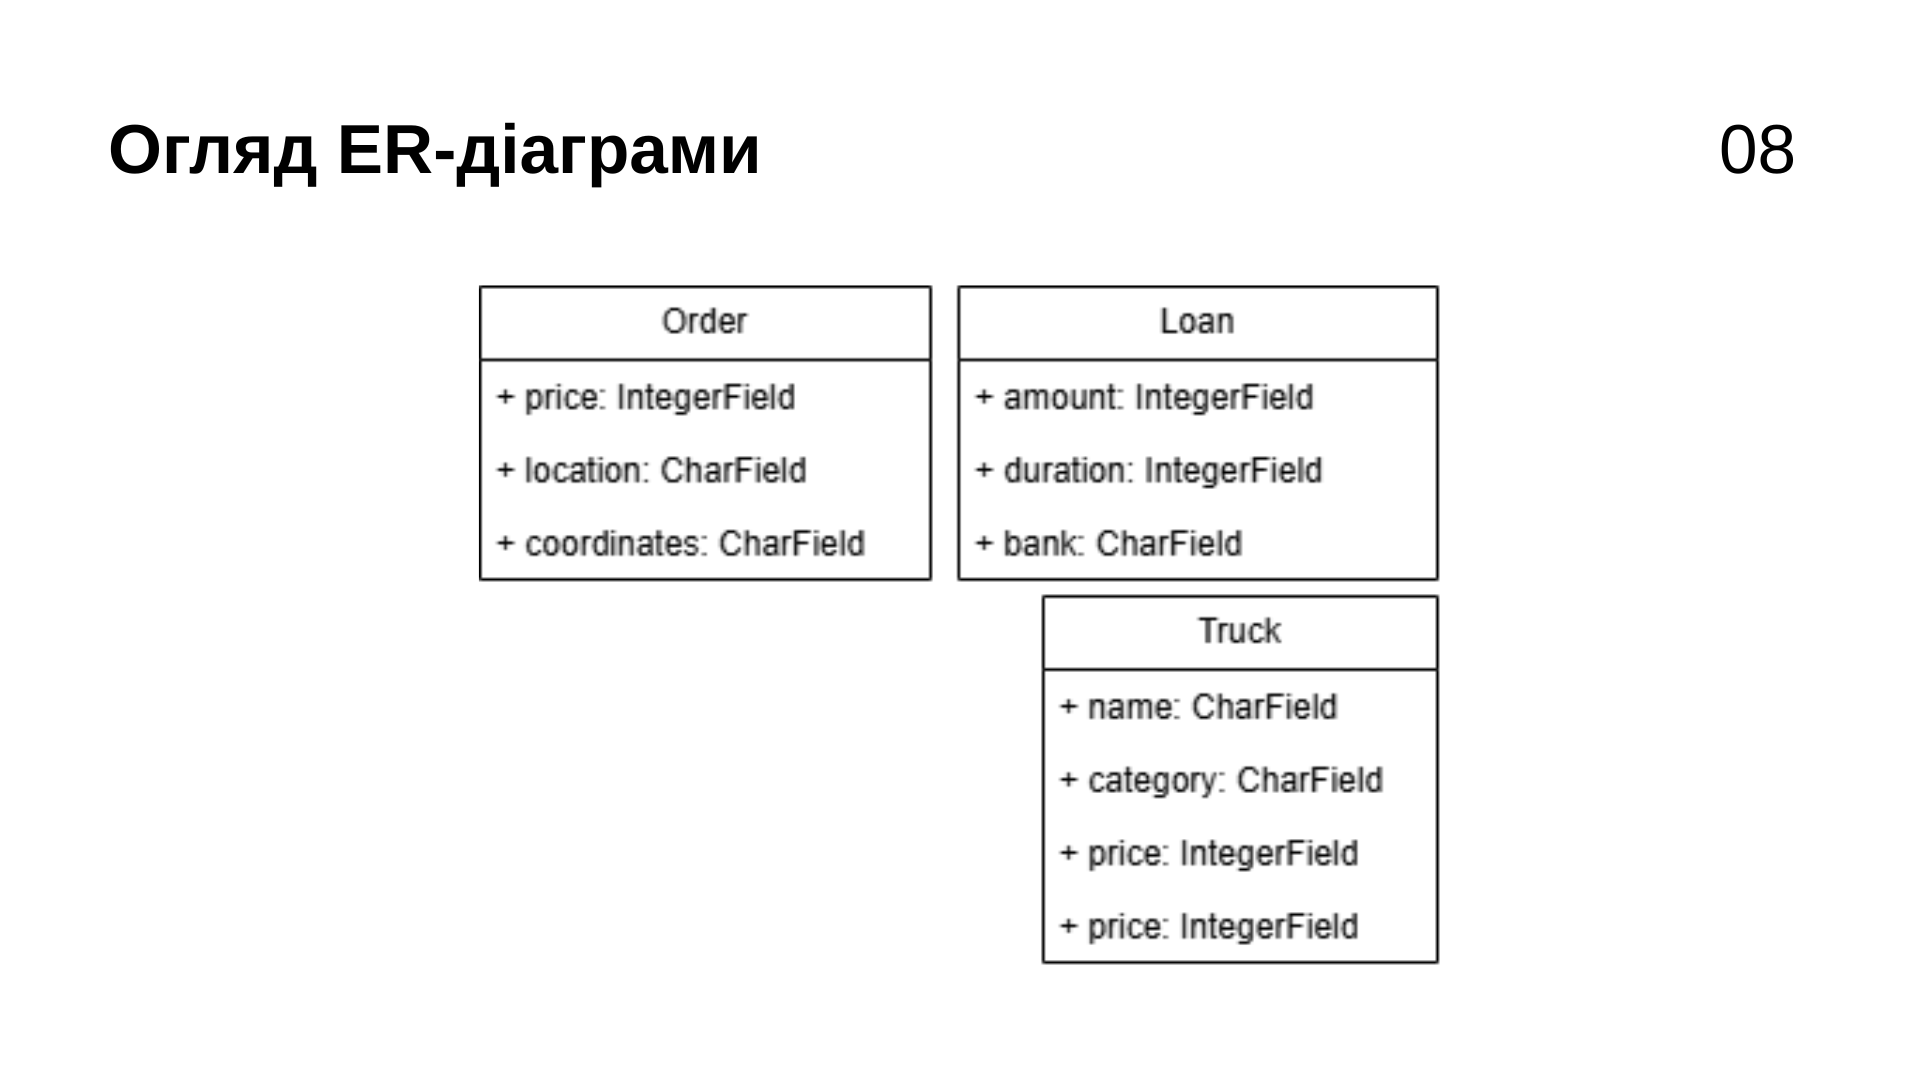 Огляд ER-діаграми
08
Order
+ price: IntegerField
+ location: CharField
+ coordinates: CharField
Loan
+ amount: IntegerField
+ duration: IntegerField
+ bank: CharField
Truck
+ name: CharField
+ category: CharField
+ price: IntegerField
+ price: IntegerField